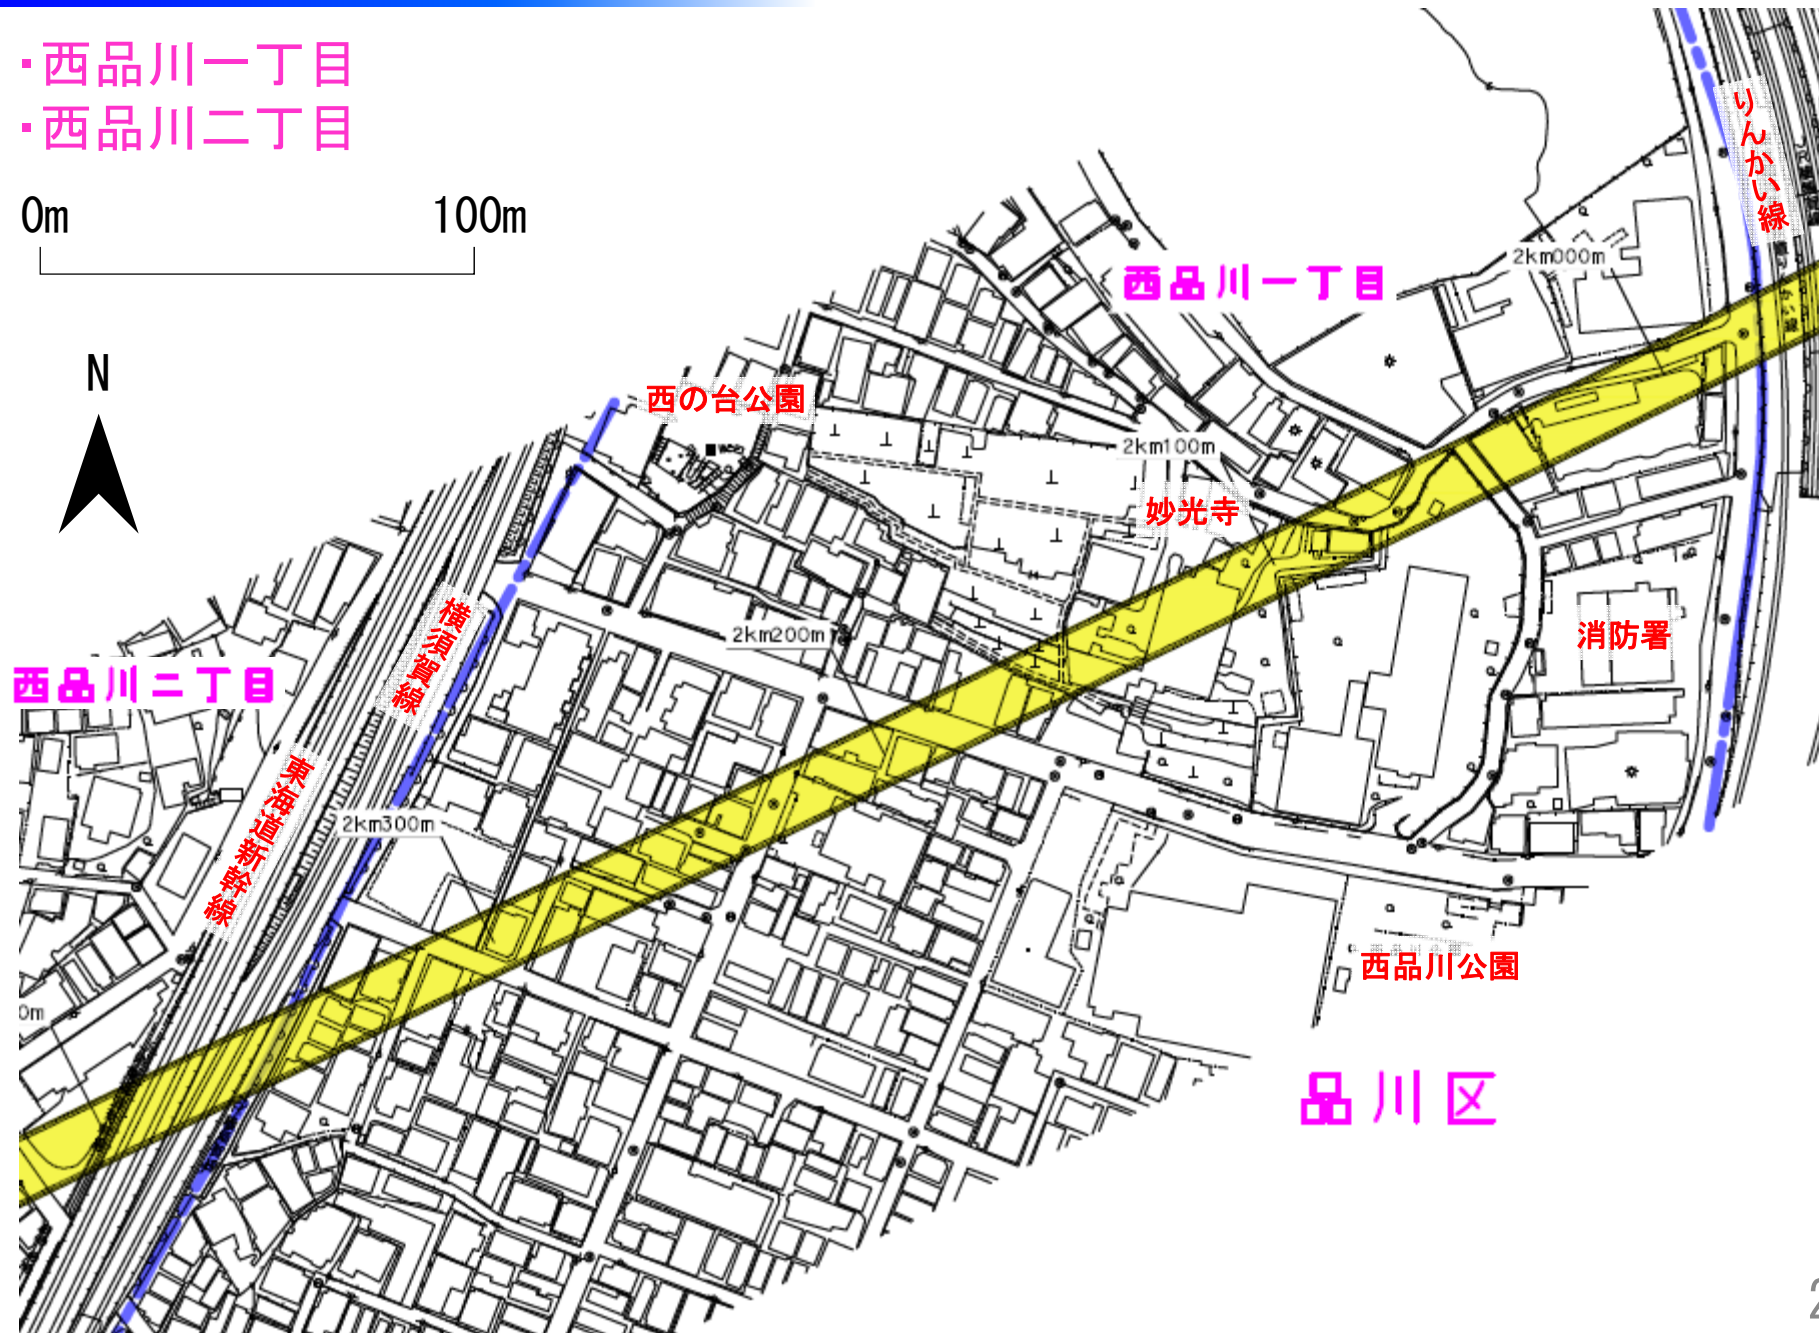 ・西品川一丁目
・西品川二丁目
0m
100m
N
りんかい線
2km000m
西品川一丁目
西の台公園
2km100m
妙光寺
横須賀線
2km200m
消防署
西品川二丁目
東海道新幹線
2km300m
西品川公園
0m
品川区
2